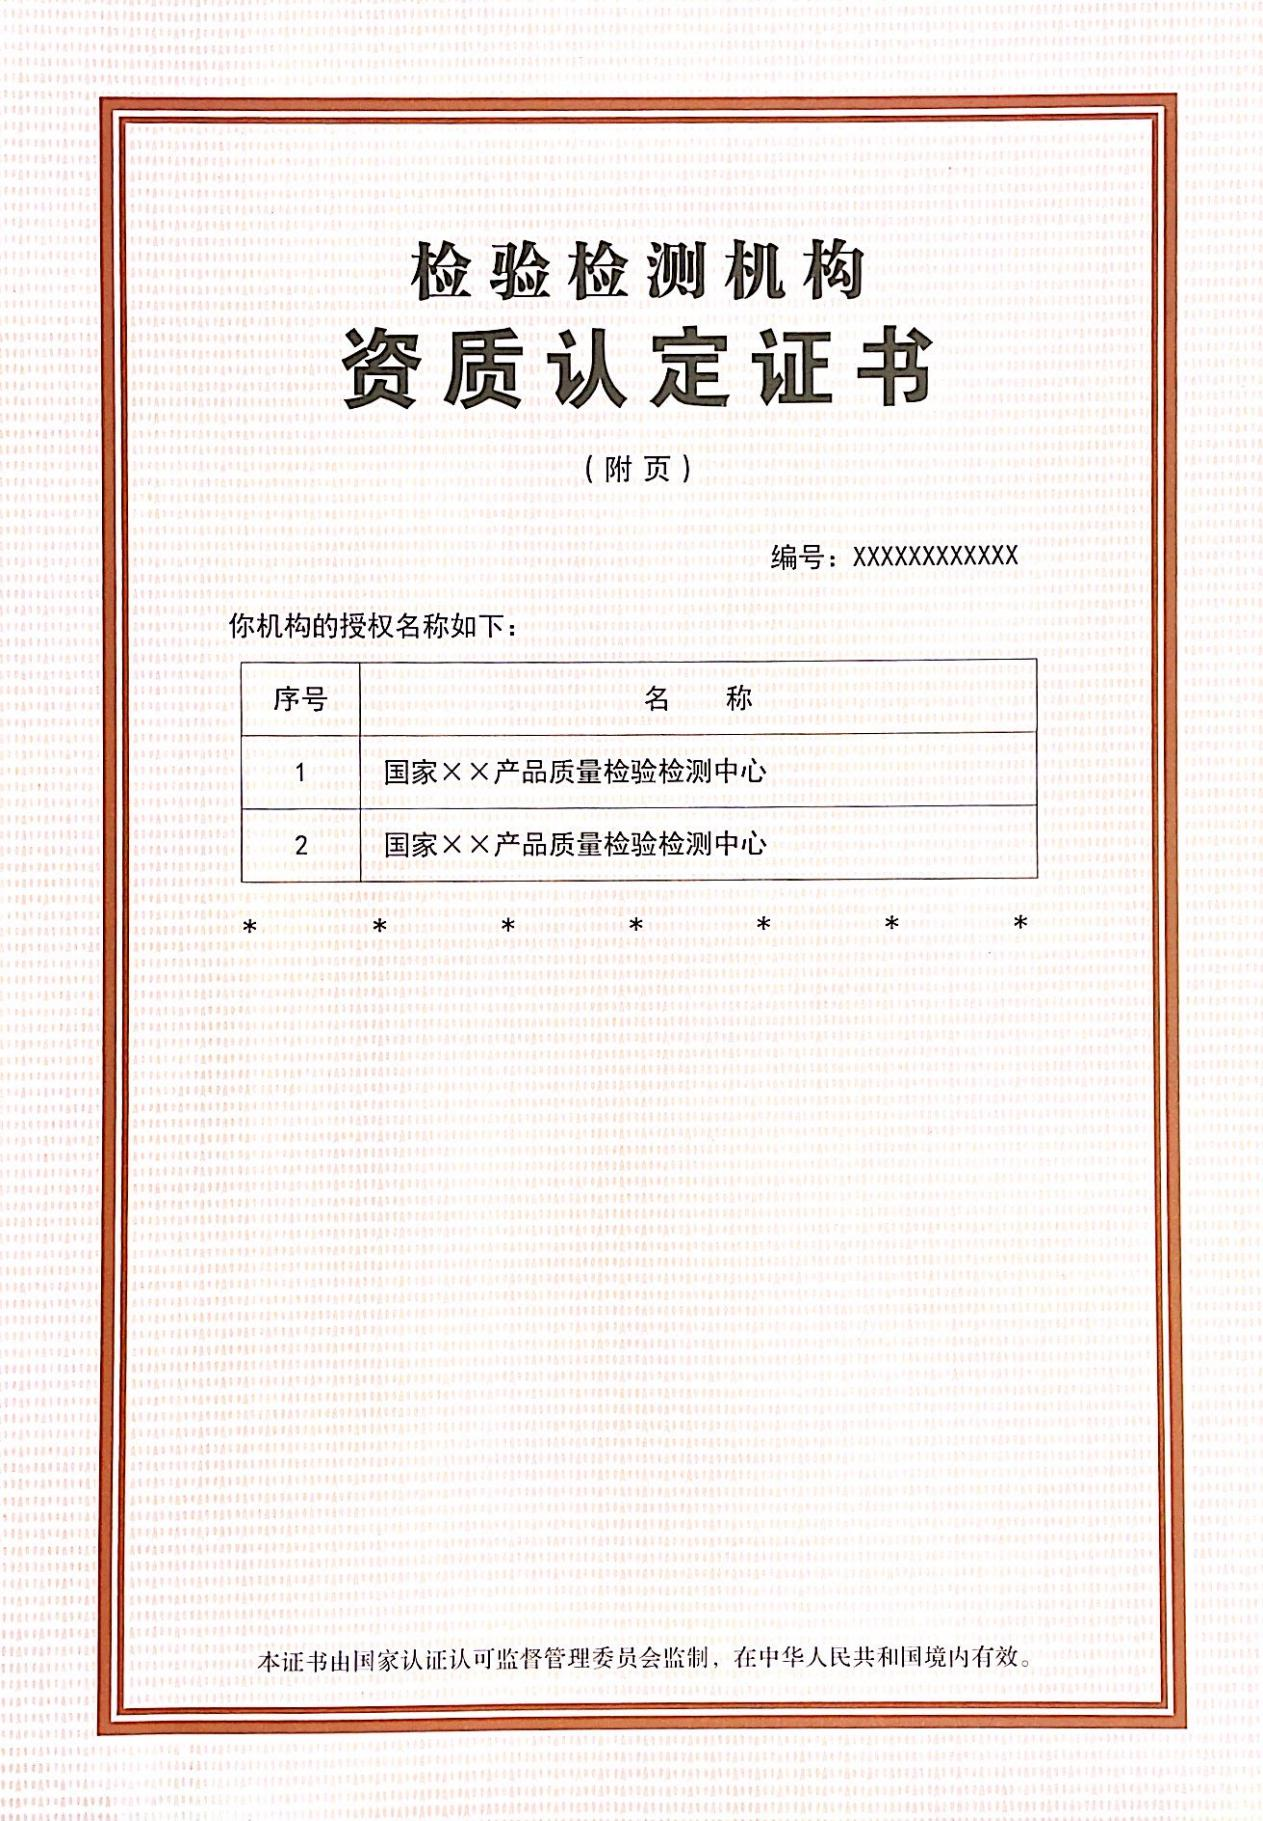 检验检测机构
资质认定证书
（附页）
编号：XXXXXXXXXXXX
你机构的授权名称如下：
序号 名 称
1 国家××产品质量检验检测中心
2 国家××产品质量检验检测中心
* * * * * * *
本证书由国家认证认可监督管理委员会监制，在中华人民共和国境内有效。